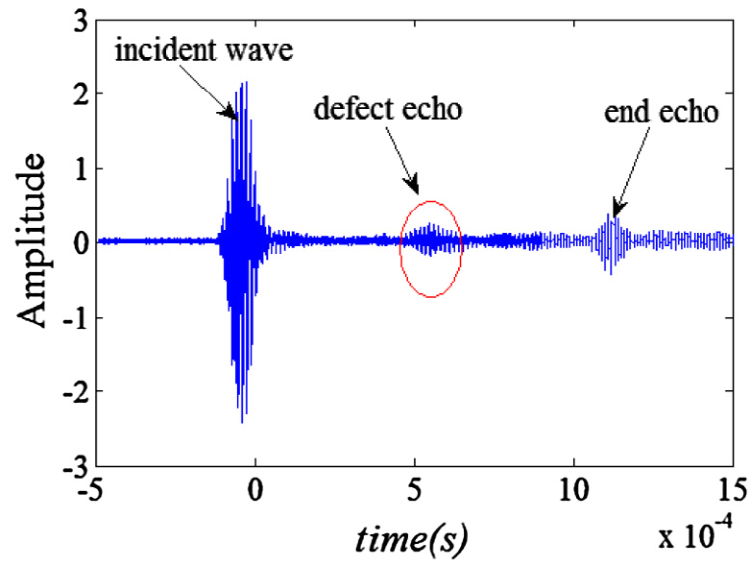 3
incident wave
2
defect echo
end echo
1
Amplitude
0
-1
-2
-3
-5
0
5
10
15
time(s)
x 10-4